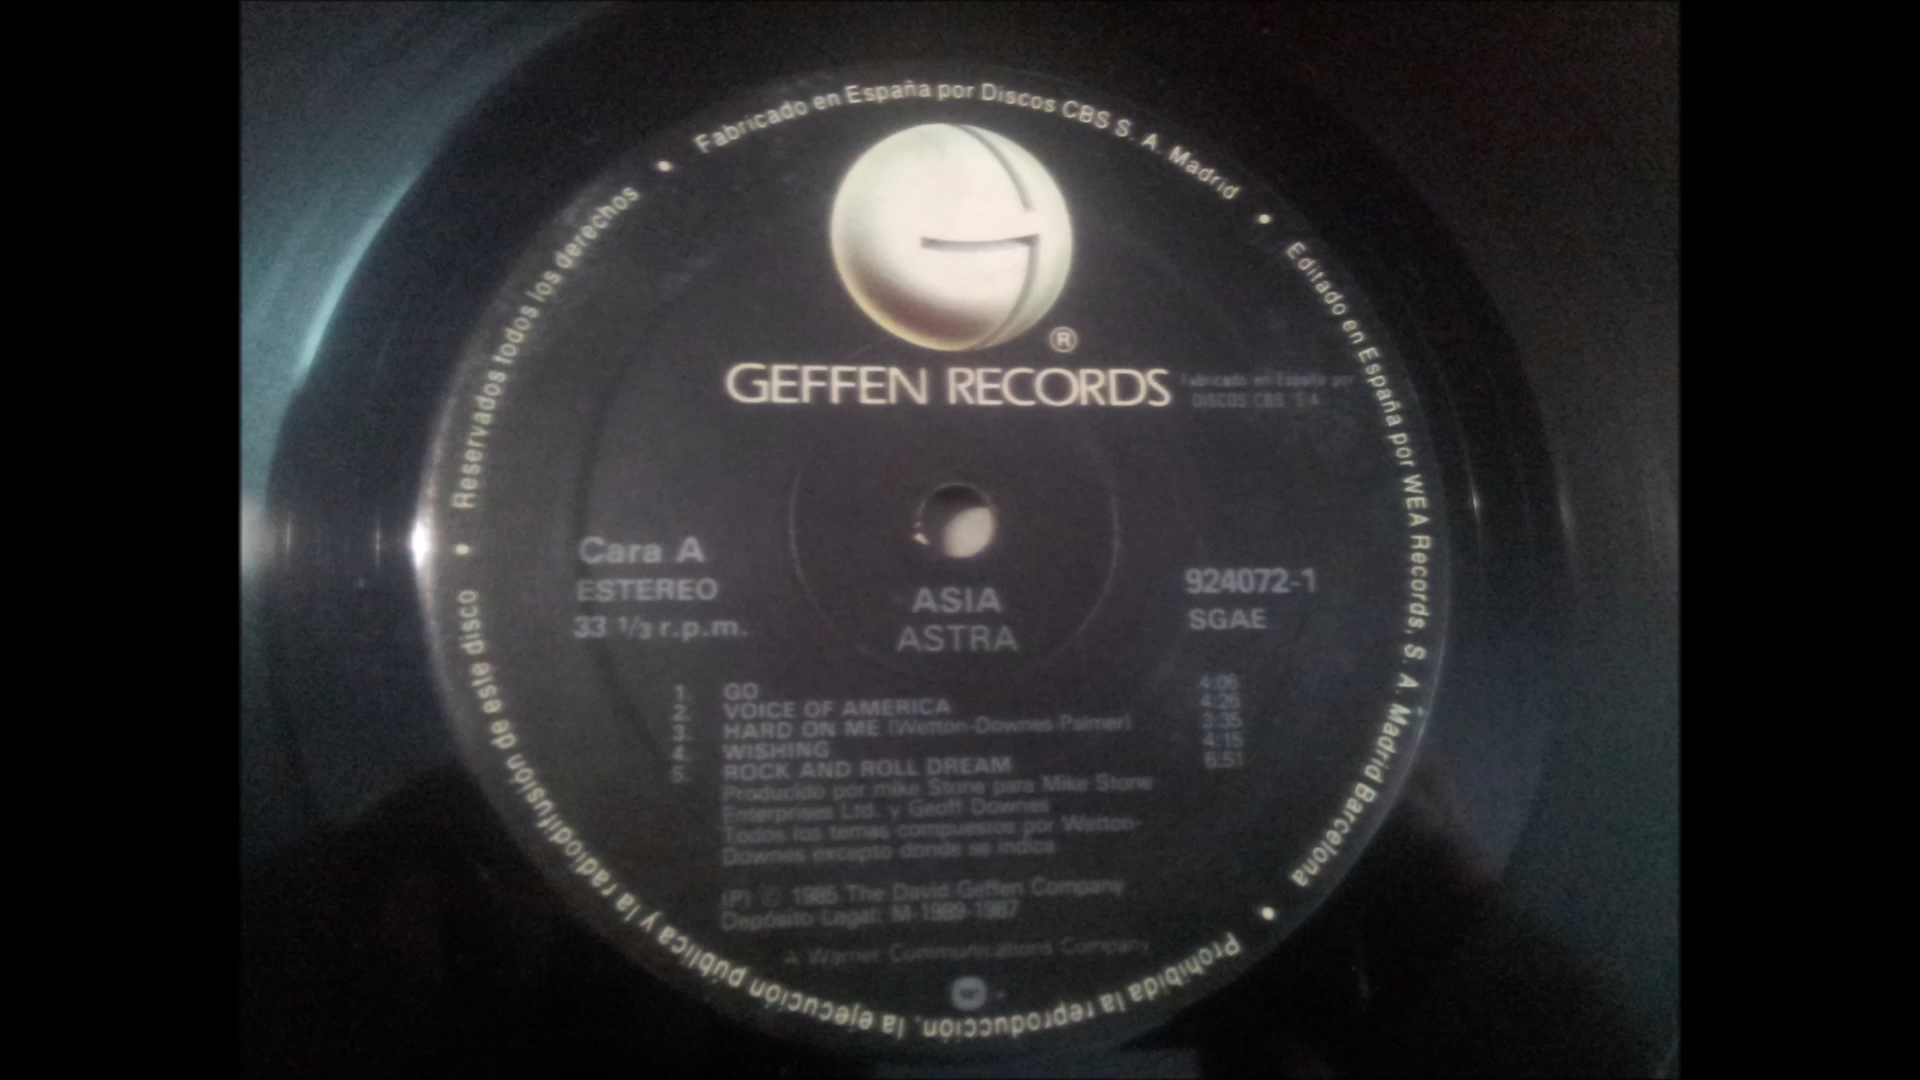 Fabricado en España por Discos CBS S. A. Madrid • Editado en España por WEA Records, S. A. Madrid Barcelona • Prohibida la reproducción, la ejecución pública y la radiodifusión de este disco • Reservados todos los derechos •
®
GEFFEN RECORDS
Fabricado en España por
DISCOS CBS. S.A.
Cara A
ESTEREO
33 1/3 r.p.m.
ASIA
ASTRA
924072-1
SGAE
1. GO 4:06
2. VOICE OF AMERICA 4:26
3. HARD ON ME (Wetton-Downes-Palmer) 3:35
4. WISHING 4:15
5. ROCK AND ROLL DREAM 6:51
Producido por mike Stone para Mike Stone
Enterprises Ltd. y Geoff Downes
Todos los temas compuestos por Wetton-
Downes excepto donde se indica
(P) © 1985 The David Geffen Company
Depósito Legal: M-1989-1987
A Warner Communications Company